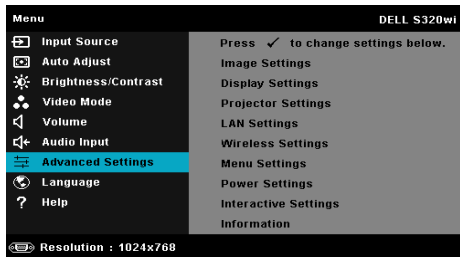 Menu DELL S320wi
Input Source
Auto Adjust
Brightness/Contrast
Video Mode
Volume
Audio Input
Advanced Settings
Language
Help
Press ✓ to change settings below.
Image Settings
Display Settings
Projector Settings
LAN Settings
Wireless Settings
Menu Settings
Power Settings
Interactive Settings
Information
Resolution : 1024x768